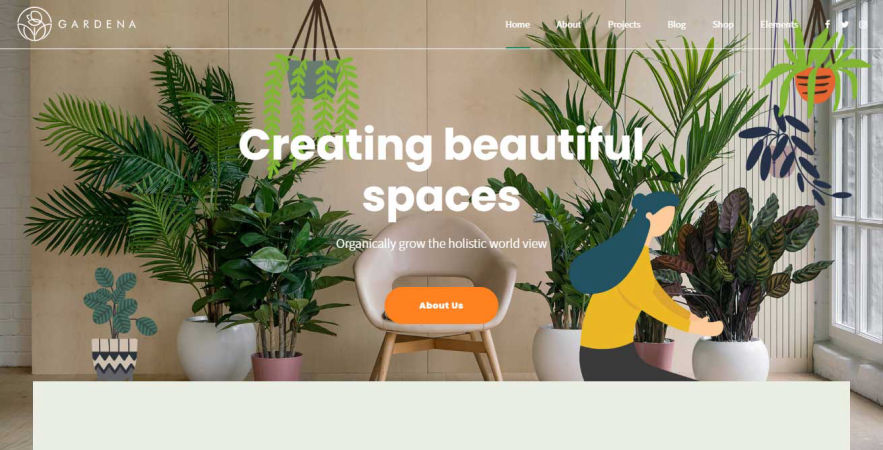 GARDENA
Home About Projects Blog Shop Elements
Creating beautiful
spaces
Organically grow the holistic world view
About Us